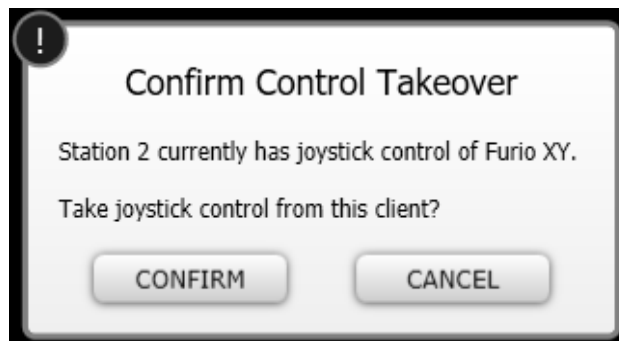 !
Confirm Control Takeover
Station 2 currently has joystick control of Furio XY.
Take joystick control from this client?
CONFIRM CANCEL